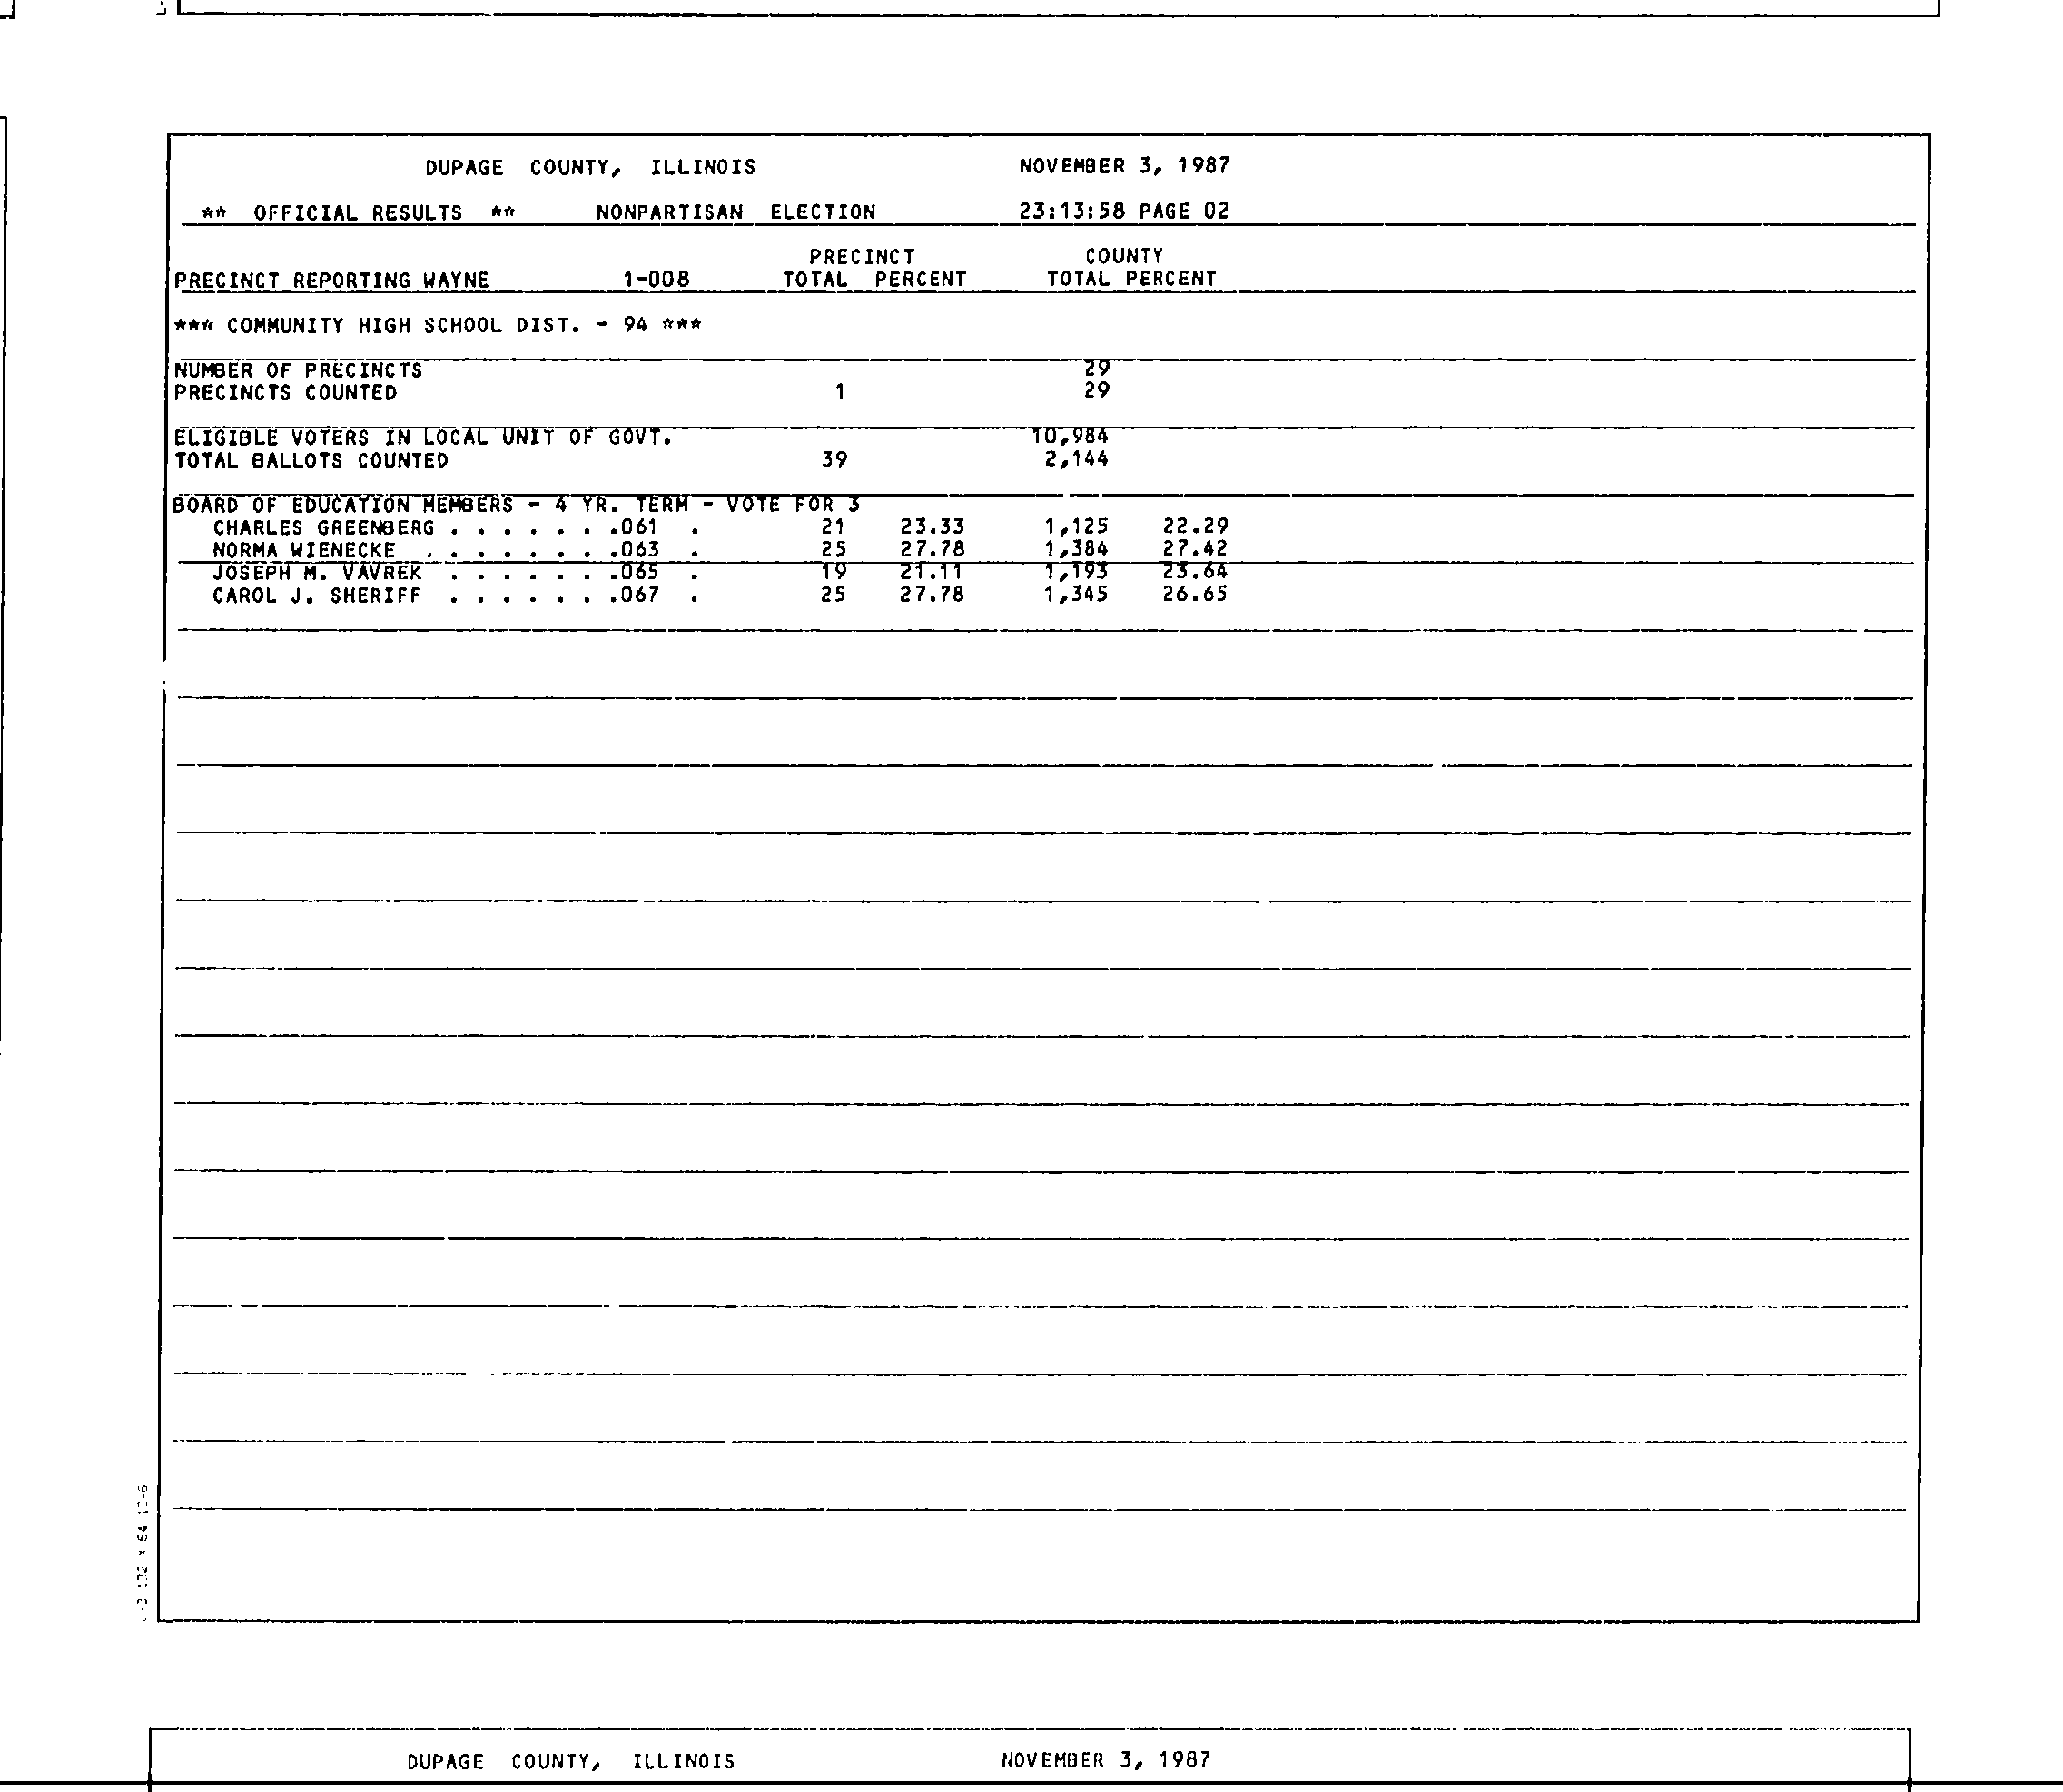 DUPAGE COUNTY, ILLINOIS NOVEMBER 3, 1987
** OFFICIAL RESULTS ** NONPARTISAN ELECTION 23:13:58 PAGE 02
PRECINCT COUNTY
PRECINCT REPORTING WAYNE 1-008 TOTAL PERCENT TOTAL PERCENT
*** COMMUNITY HIGH SCHOOL DIST. - 94 ***
NUMBER OF PRECINCTS 29
PRECINCTS COUNTED 1 29
ELIGIBLE VOTERS IN LOCAL UNIT OF GOVT. 10,984
TOTAL BALLOTS COUNTED 39 2,144
BOARD OF EDUCATION MEMBERS - 4 YR. TERM - VOTE FOR 3
CHARLES GREENBERG . . . . . . .061 . 21 23.33 1,125 22.29
NORMA WIENECKE . . . . . . . .063 . 25 27.78 1,384 27.42
JOSEPH M. VAVREK . . . . . . .065 . 19 21.11 1,193 23.64
CAROL J. SHERIFF . . . . . . .067 . 25 27.78 1,345 26.65
DUPAGE COUNTY, ILLINOIS NOVEMBER 3, 1987